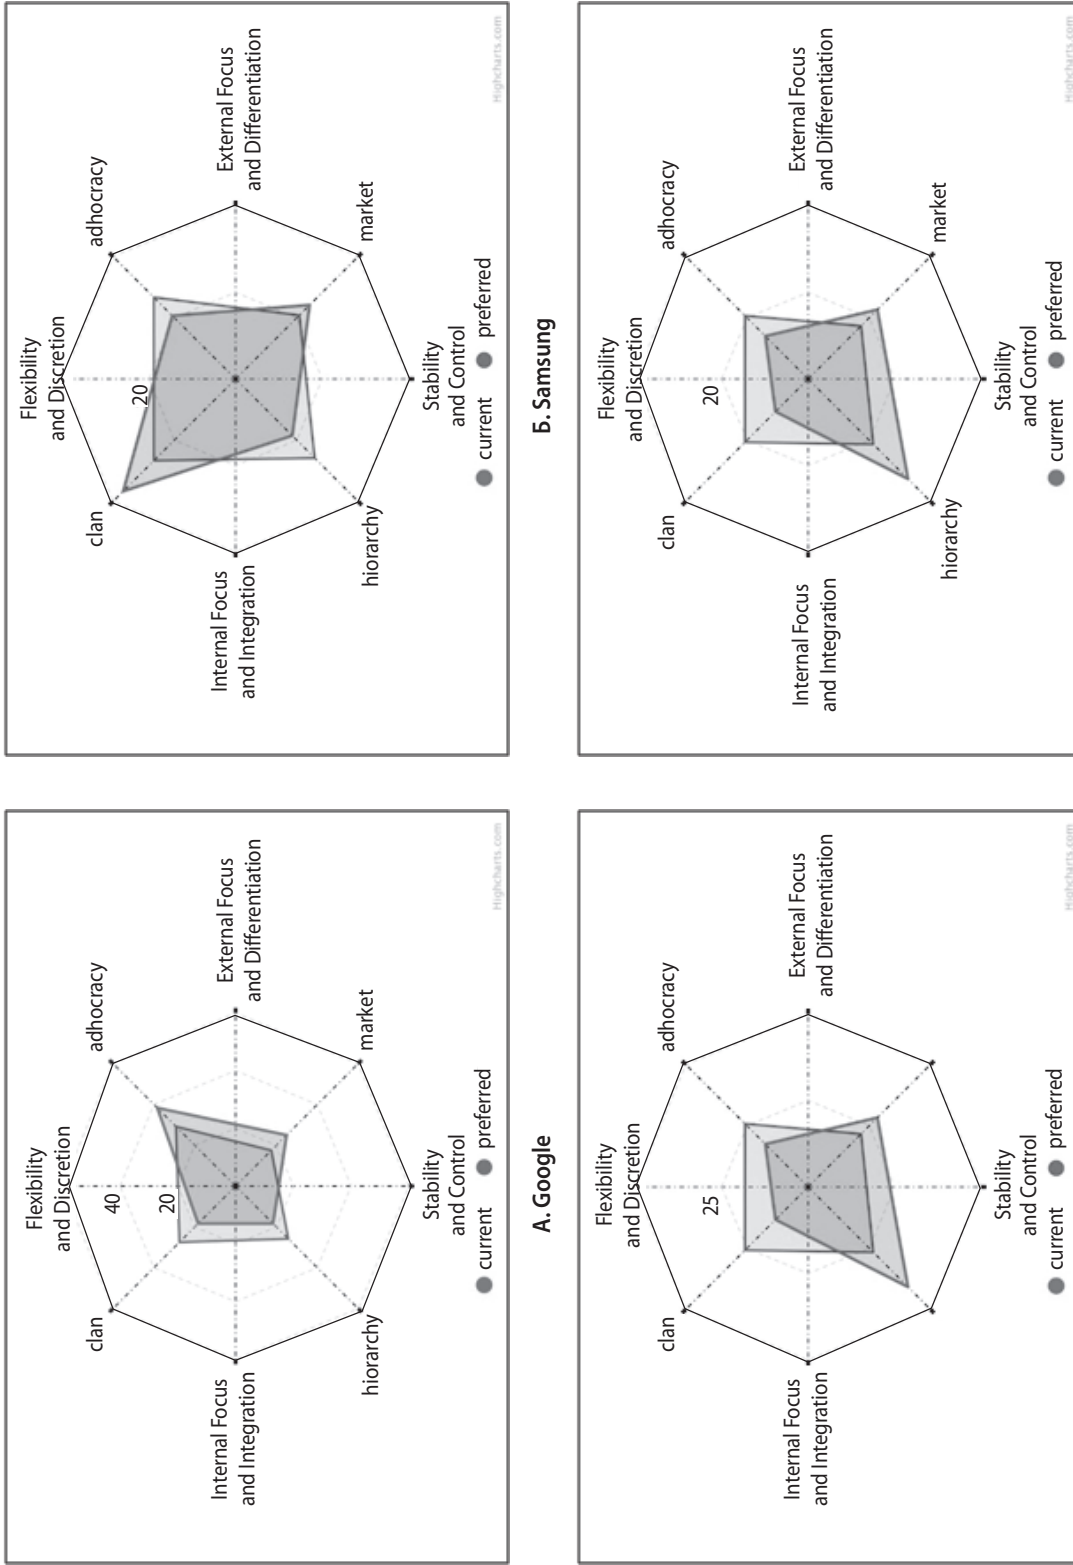 Flexibility
and Discretion
clan
adhocracy
40
20
Internal Focus
and Integration
External Focus
and Differentiation
hiorarchy
market
Stability
and Control
current preferred
Highcharts.com
А. Google
Flexibility
and Discretion
clan
adhocracy
20
Internal Focus
and Integration
External Focus
and Differentiation
hiorarchy
market
Stability
and Control
current preferred
Highcharts.com
Б. Samsung
Flexibility
and Discretion
clan
adhocracy
25
Internal Focus
and Integration
External Focus
and Differentiation
Stability
and Control
current preferred
Highcharts.com
Flexibility
and Discretion
clan
adhocracy
20
Internal Focus
and Integration
External Focus
and Differentiation
hiorarchy
market
Stability
and Control
current preferred
Highcharts.com